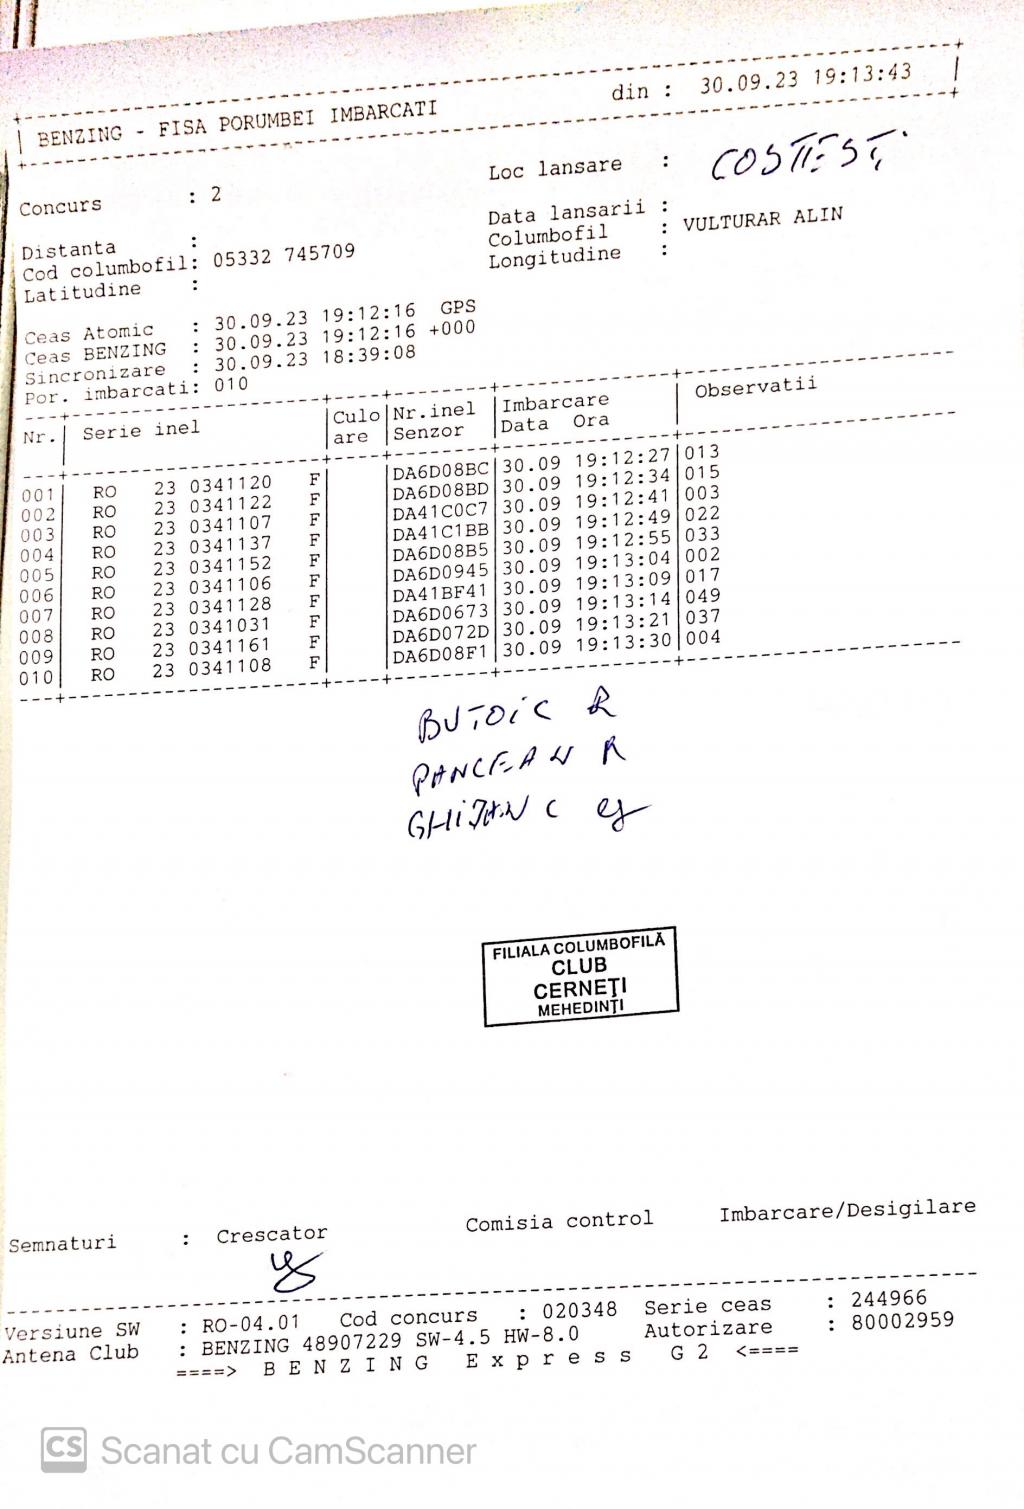 BENZING - FISA PORUMBEI IMBARCATI din : 30.09.23 19:13:43
Concurs : 2 Loc lansare : COSTEȘTI
Distanta : Data lansarii :
Cod columbofil: 05332 745709 Columbofil : VULTURAR ALIN
Latitudine : Longitudine :
Ceas Atomic : 30.09.23 19:12:16 GPS
Ceas BENZING : 30.09.23 19:12:16 +000
Sincronizare : 30.09.23 18:39:08
Por. imbarcati: 010
Nr. Serie inel Culo Nr.inel Imbarcare Observatii
are Senzor Data Ora
001 RO 23 0341120 F DA6D08BC 30.09 19:12:27 013
002 RO 23 0341122 F DA6D08BD 30.09 19:12:34 015
003 RO 23 0341107 F DA41C0C7 30.09 19:12:41 003
004 RO 23 0341137 F DA41C1BB 30.09 19:12:49 022
005 RO 23 0341152 F DA6D08B5 30.09 19:12:55 033
006 RO 23 0341106 F DA6D0945 30.09 19:13:04 002
007 RO 23 0341128 F DA41BF41 30.09 19:13:09 017
008 RO 23 0341031 F DA6D0673 30.09 19:13:14 049
009 RO 23 0341161 F DA6D072D 30.09 19:13:21 037
010 RO 23 0341108 F DA6D08F1 30.09 19:13:30 004
BUTOIC
PANCEAN
C
FILIALA COLUMBOFILĂ
CLUB
CERNEŢI
MEHEDINŢI
Semnaturi : Crescator Comisia control Imbarcare/Desigilare
Versiune SW : RO-04.01 Cod concurs : 020348 Serie ceas : 244966
Antena Club : BENZING 48907229 SW-4.5 HW-8.0 Autorizare : 80002959
====> B E N Z I N G E x p r e s s G 2 <====
CS Scanat cu CamScanner